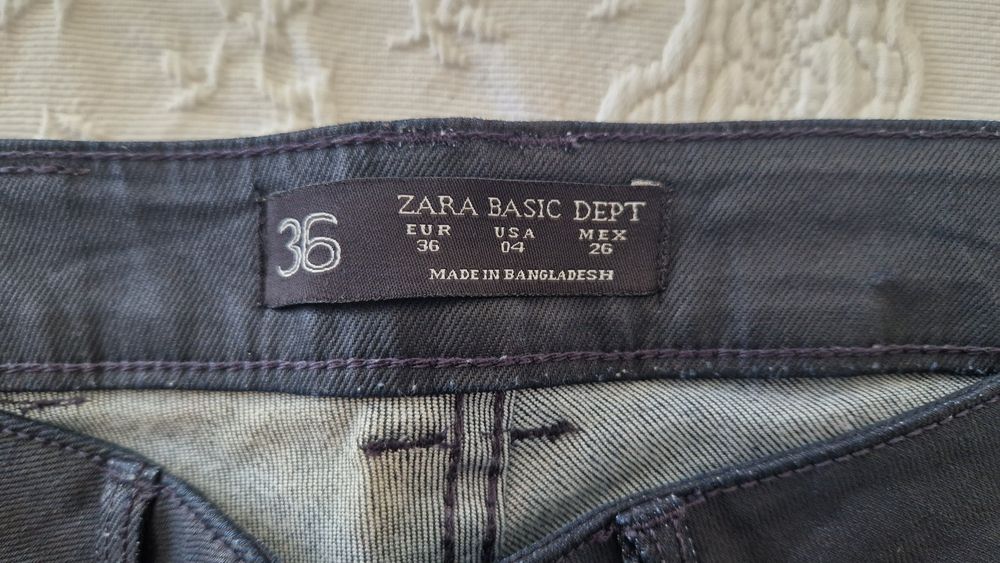 36
ZARA BASIC DEPT
EUR USA MEX
36 04 26
MADE IN BANGLADESH